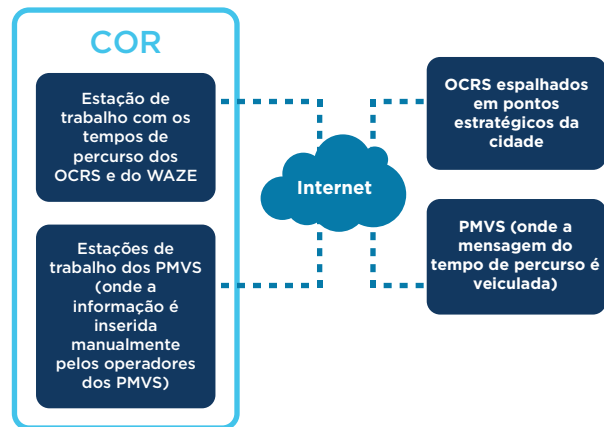 COR
Estação de
trabalho com os
tempos de
percurso dos
OCRS e do WAZE
Estações de
trabalho dos PMVS
(onde a
informação é
inserida
manualmente
pelos operadores
dos PMVS)
Internet
OCRS espalhados
em pontos
estratégicos da
cidade
PMVS (onde a
mensagem do
tempo de percurso é
veiculada)